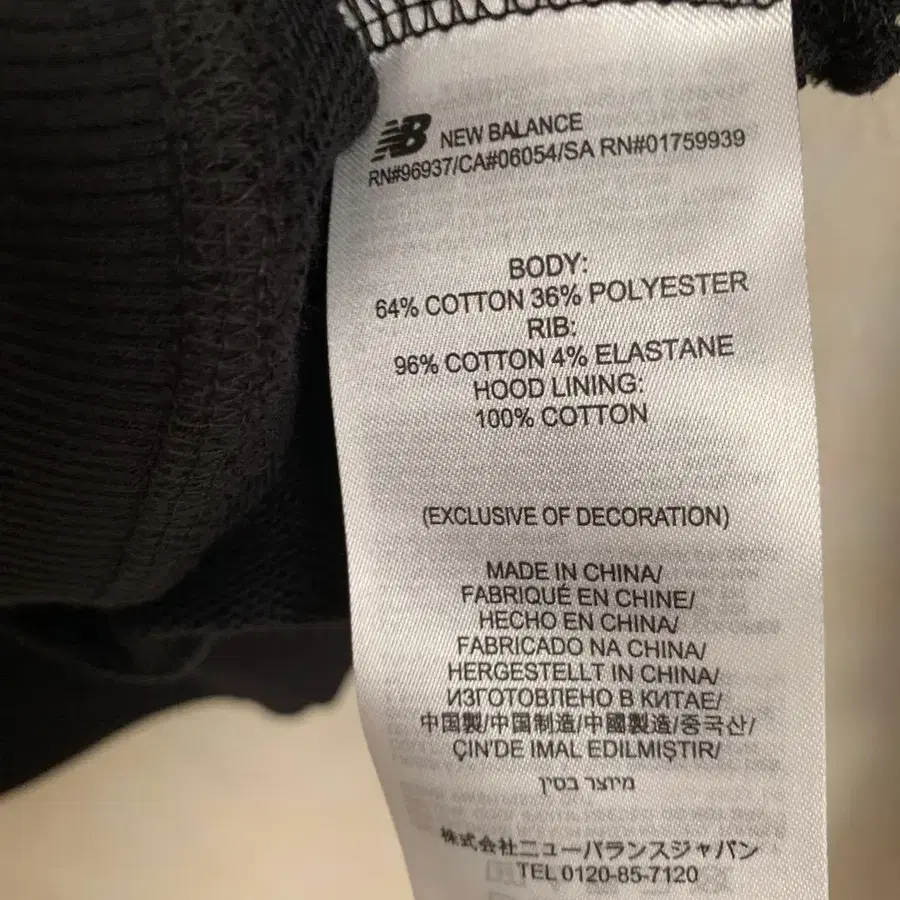 NB NEW BALANCE
RN#96937/CA#06054/SA RN#01759939
BODY:
64% COTTON 36% POLYESTER
RIB:
96% COTTON 4% ELASTANE
HOOD LINING:
100% COTTON
(EXCLUSIVE OF DECORATION)
MADE IN CHINA/
FABRIQUÉ EN CHINE/
HECHO EN CHINA/
FABRICADO NA CHINA/
HERGESTELLT IN CHINA/
ИЗГОТОВЛЕНО В КИТАЕ/
中国製/中国制造/中國製造/중국산/
ÇIN'DE IMAL EDILMIŞTIR/
מיוצר בסין
株式会社ニューバランスジャパン
TEL 0120-85-7120